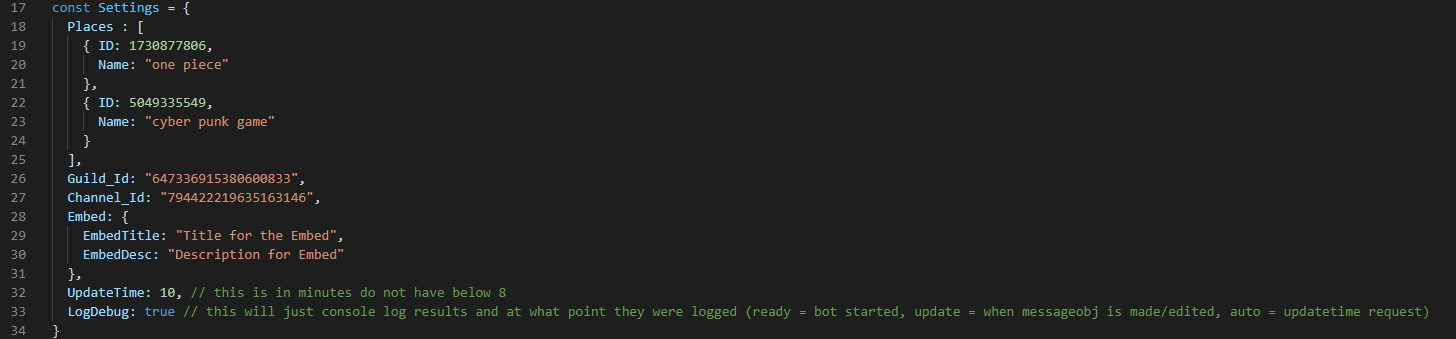 17 const Settings = {
18 Places : [
19 { ID: 1730877806,
20 Name: "one piece"
21 },
22 { ID: 5049335549,
23 Name: "cyber punk game"
24 }
25 ],
26 Guild_Id: "647336915380600833",
27 Channel_Id: "794422219635163146",
28 Embed: {
29 EmbedTitle: "Title for the Embed",
30 EmbedDesc: "Description for Embed"
31 },
32 UpdateTime: 10, // this is in minutes do not have below 8
33 LogDebug: true // this will just console log results and at what point they were logged (ready = bot started, update = when messageobj is made/edited, auto = updatetime request)
34 }